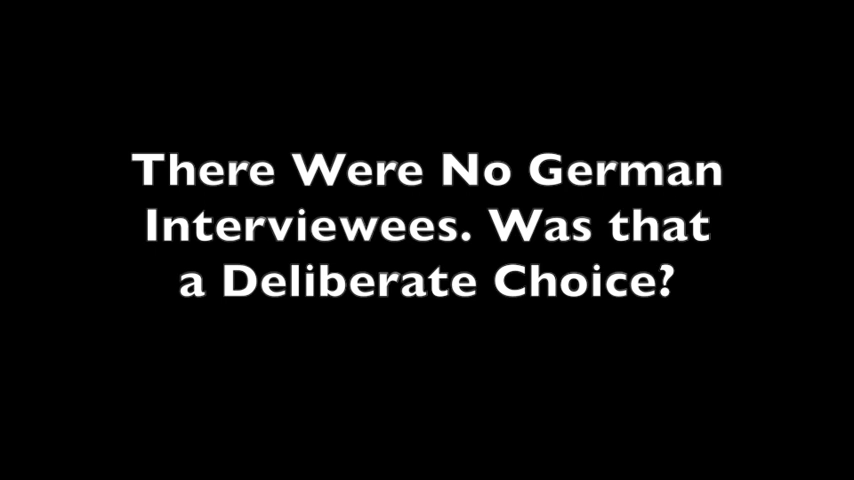 There Were No German
Interviewees. Was that
a Deliberate Choice?